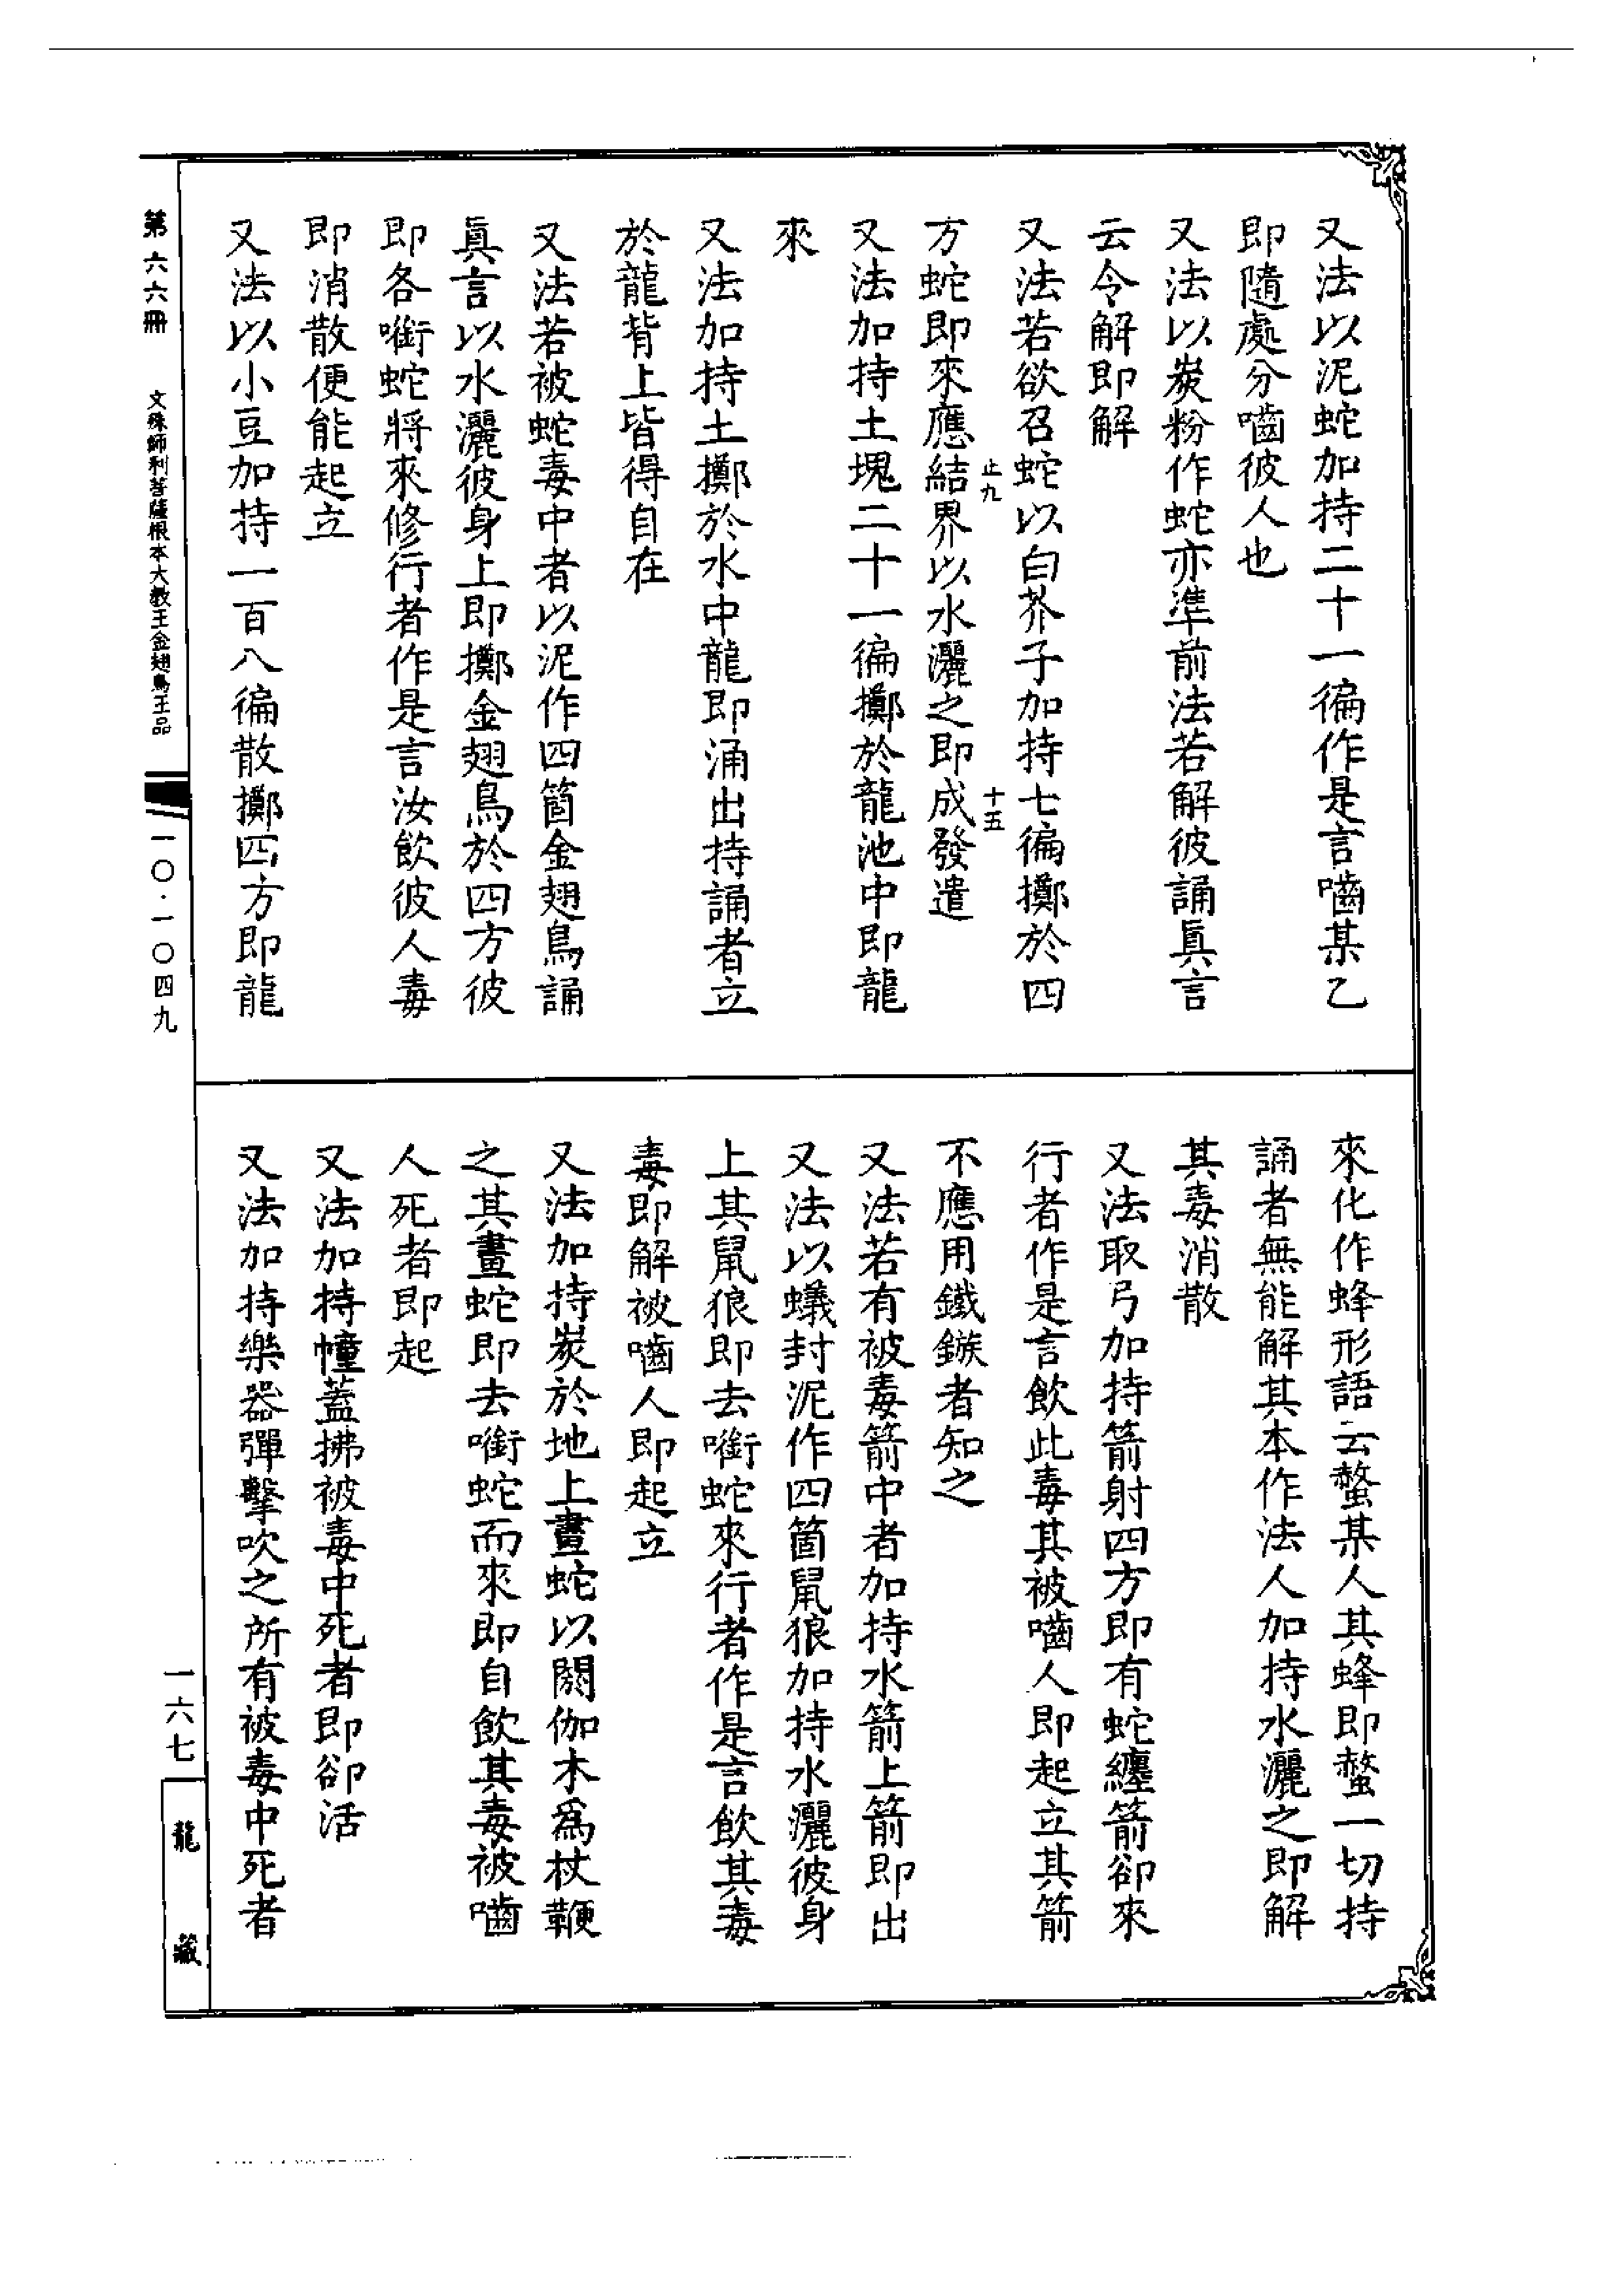 又法以泥蛇加持二十一徧作是言嚙某乙
即隨處分嚙彼人也
又法以炭粉作蛇亦準前法若解彼誦眞言
云令解即解
又法若欲召蛇以白芥子加持七徧擲於四
止九
十五
方蛇即來應結界以水灑之即成發遣
又法加持土塊二十一徧擲於龍池中即龍
來
又法加持土擲於水中龍即涌出持誦者立
於龍背上皆得自在
又法若被蛇毒中者以泥作四箇金翅鳥誦
眞言以水灑彼身上即擲金翅鳥於四方彼
即各㘅蛇將來修行者作是言汝飲彼人毒
即消散便能起立
又法以小豆加持一百八徧散擲四方即龍
來化作蜂形語云螫某人其蜂即螫一切持
誦者無能解其本作法人加持水灑之即解
其毒消散
又法取弓加持箭射四方即有蛇纏箭卻來
行者作是言飲此毒其被嚙人即起立其箭
不應用鐵鏃者知之
又法若有被毒箭中者加持水箭上箭即出
又法以蟻封泥作四箇鼠狼加持水灑彼身
上其鼠狼即去㘅蛇來行者作是言飲其毒
毒即解被嚙人即起立
又法加持炭於地上畫蛇以閼伽木爲杖鞭
之其畫蛇即去㘅蛇而來即自飲其毒被嚙
人死者即起
又法加持幢蓋拂被毒中死者即卻活
又法加持樂器彈擊吹之所有被毒中死者
第六六冊
文殊師利菩薩根本大教王金翅鳥王品
一〇·一〇四九
一六七
龍藏